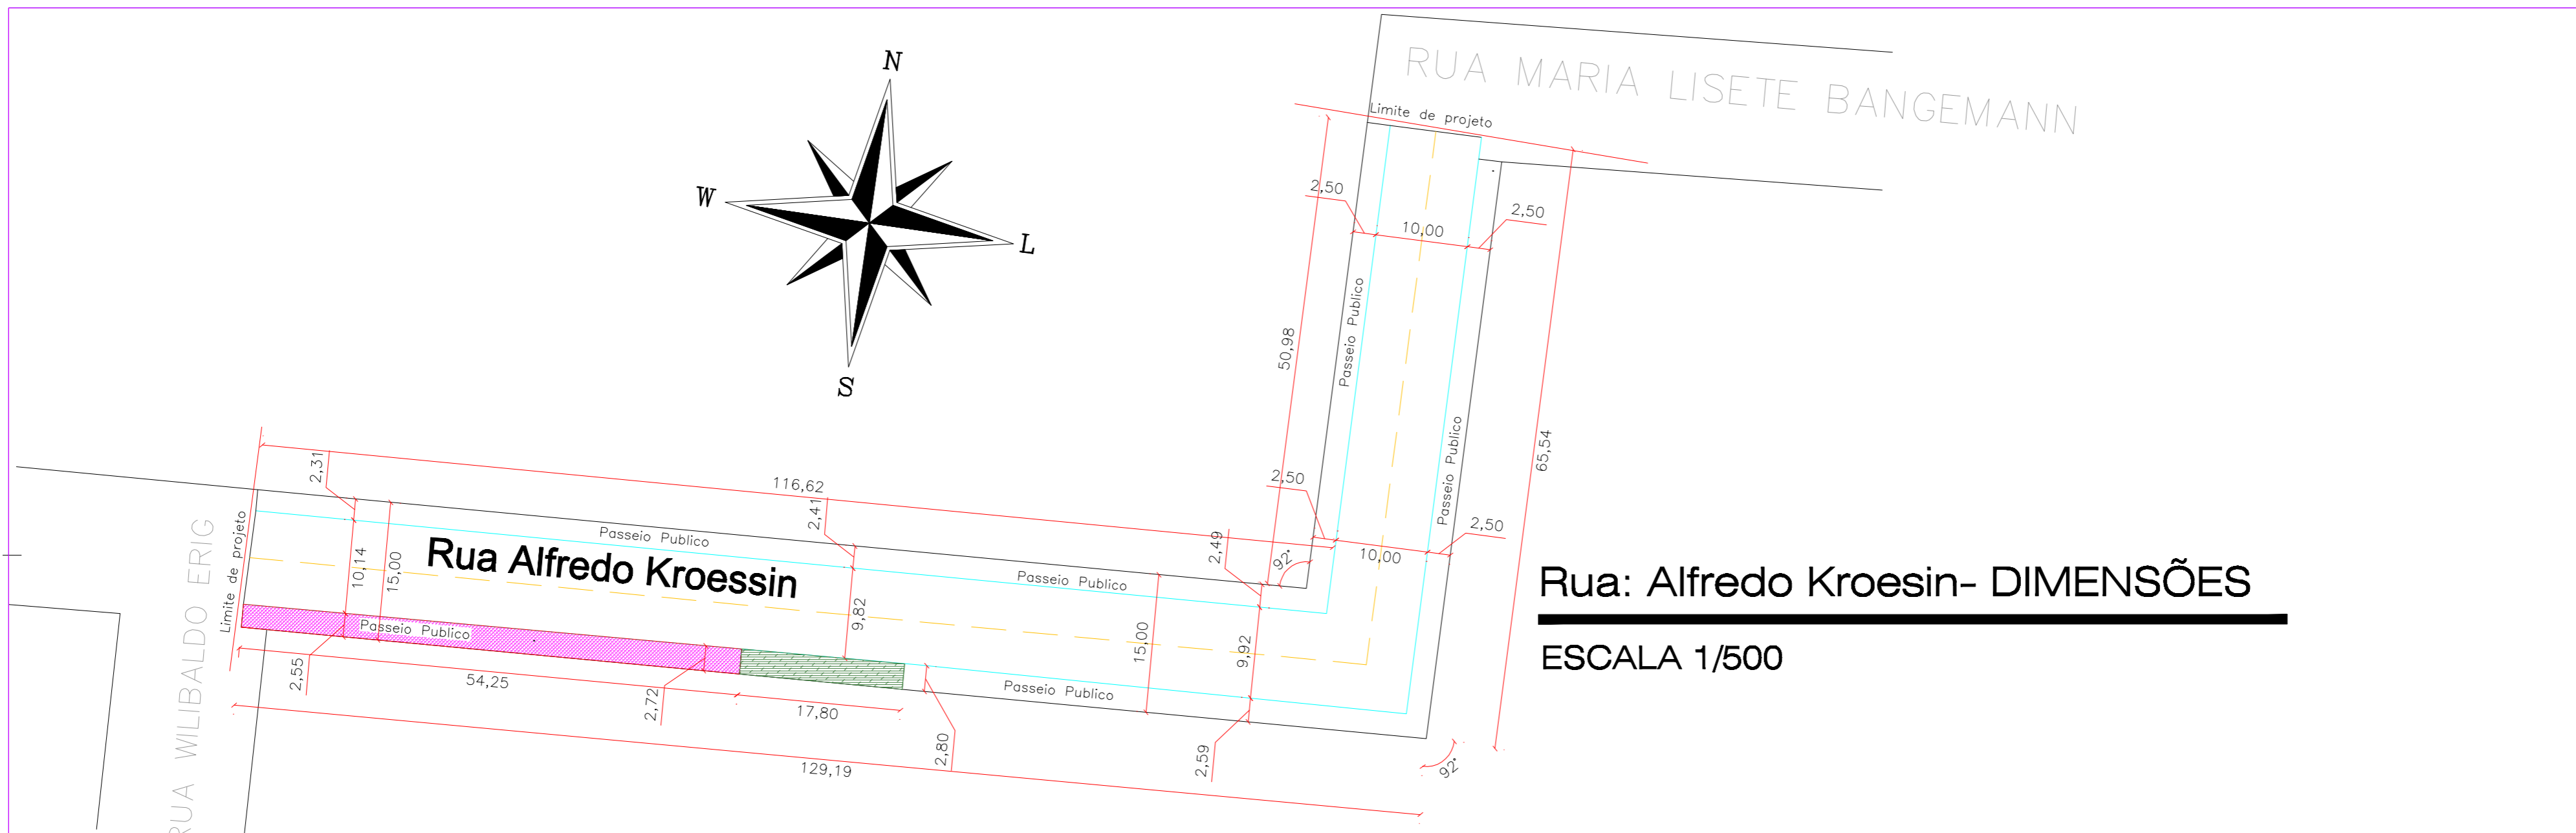 RUA MARIA LISETE BANGEMANN
Limite de projeto
N
W
L
S
2,50
10,00
2,50
Passeio Publico
50,98
Passeio Publico
65,54
2,31
116,62
2,41
2,50
2,50
2,49
92°
10,00
Limite de projeto
Passeio Publico
Rua Alfredo Kroessin
10,14
15,00
Passeio Publico
9,82
Passeio Publico
15,00
9,92
Passeio Publico
RUA WILIBALDO ERIG
2,55
54,25
2,72
17,80
2,80
2,59
129,19
92°
Rua: Alfredo Kroesin- DIMENSÕES
ESCALA 1/500